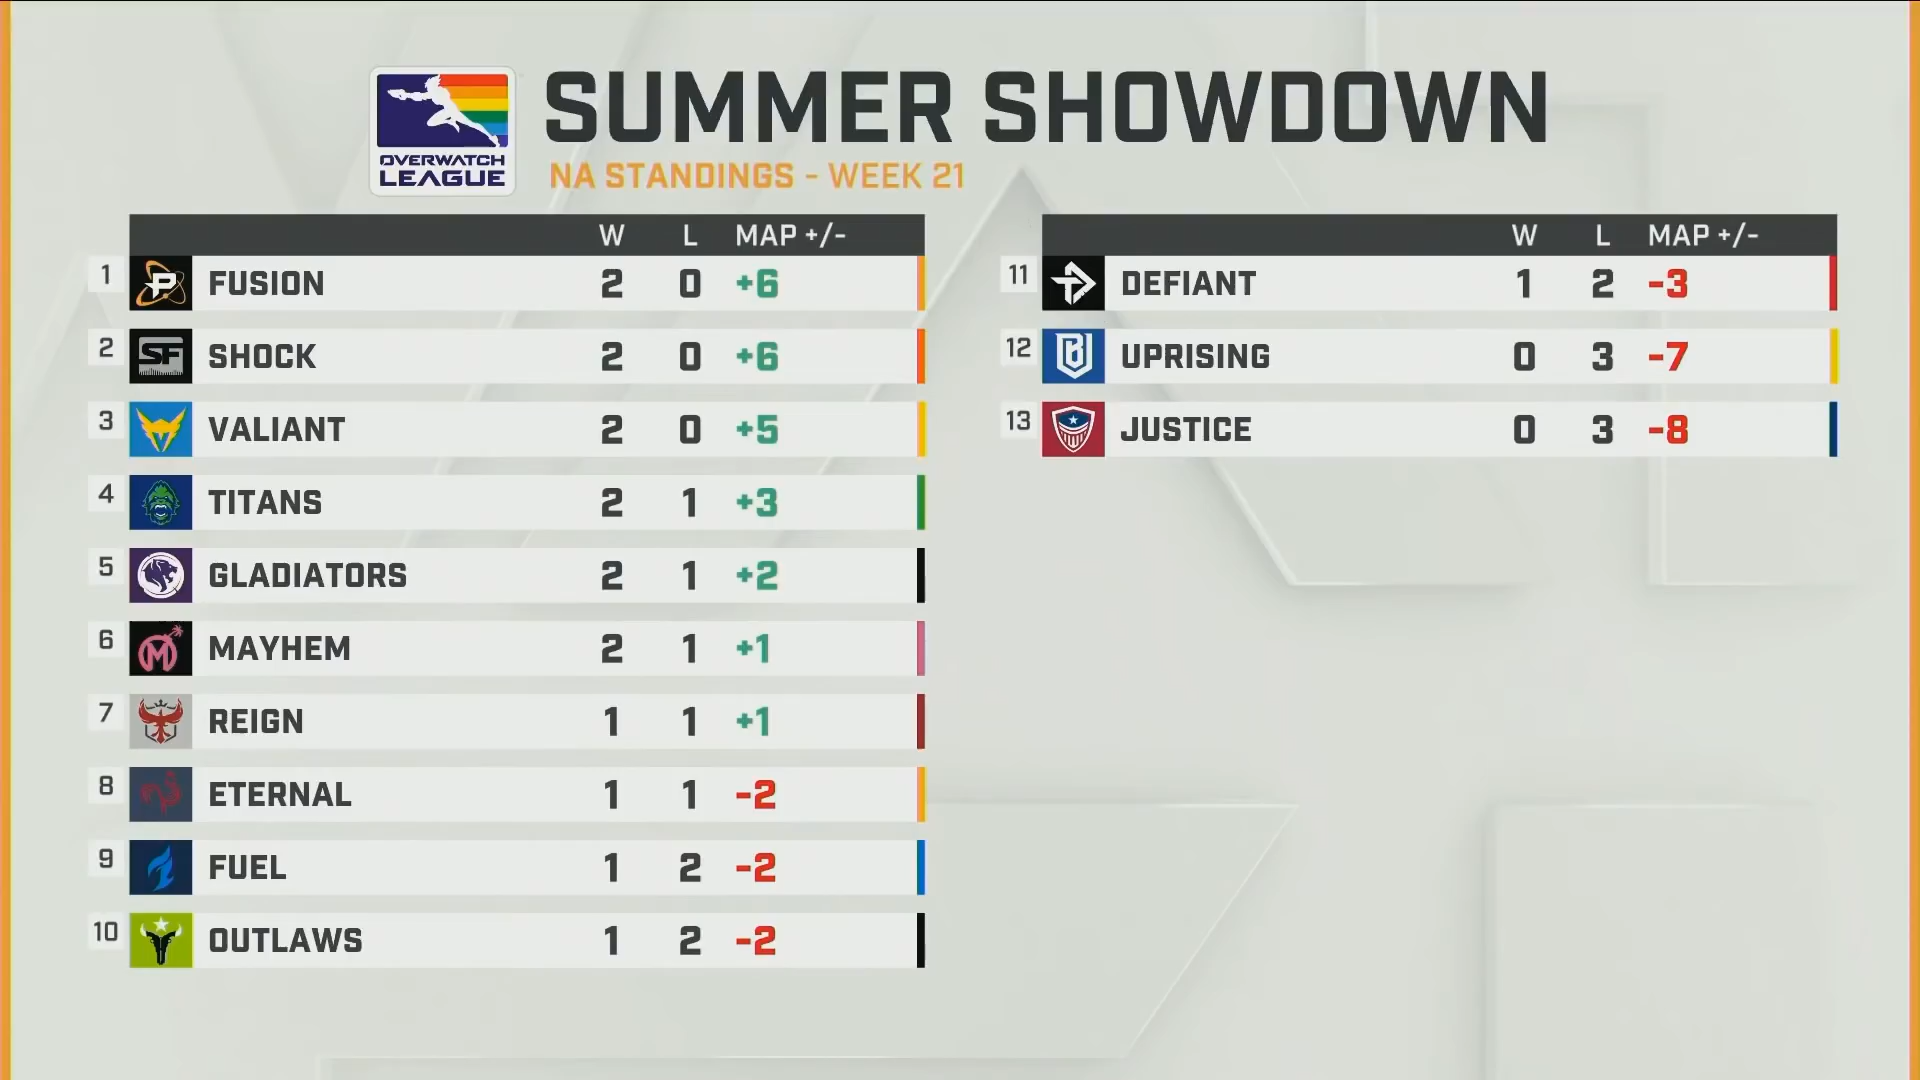 OVERWATCH
LEAGUE
SUMMER SHOWDOWN
NA STANDINGS - WEEK 21
W L MAP +/-
1 FUSION 2 0 +6
2 SF SHOCK 2 0 +6
3 VALIANT 2 0 +5
4 TITANS 2 1 +3
5 GLADIATORS 2 1 +2
6 M MAYHEM 2 1 +1
7 REIGN 1 1 +1
8 ETERNAL 1 1 -2
9 FUEL 1 2 -2
10 OUTLAWS 1 2 -2
W L MAP +/-
11 DEFIANT 1 2 -3
12 B UPRISING 0 3 -7
13 JUSTICE 0 3 -8